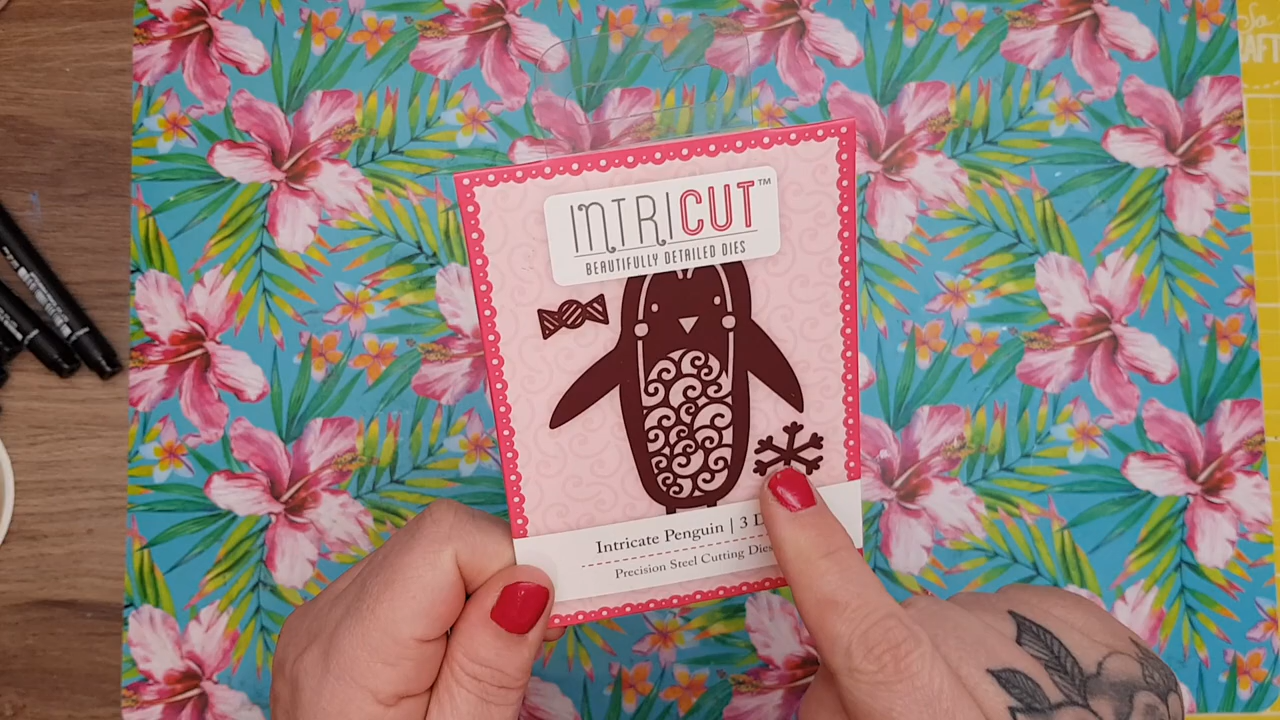 INTRICUT™
BEAUTIFULLY DETAILED DIES
Intricate Penguin | 3 D
Precision Steel Cutting Dies